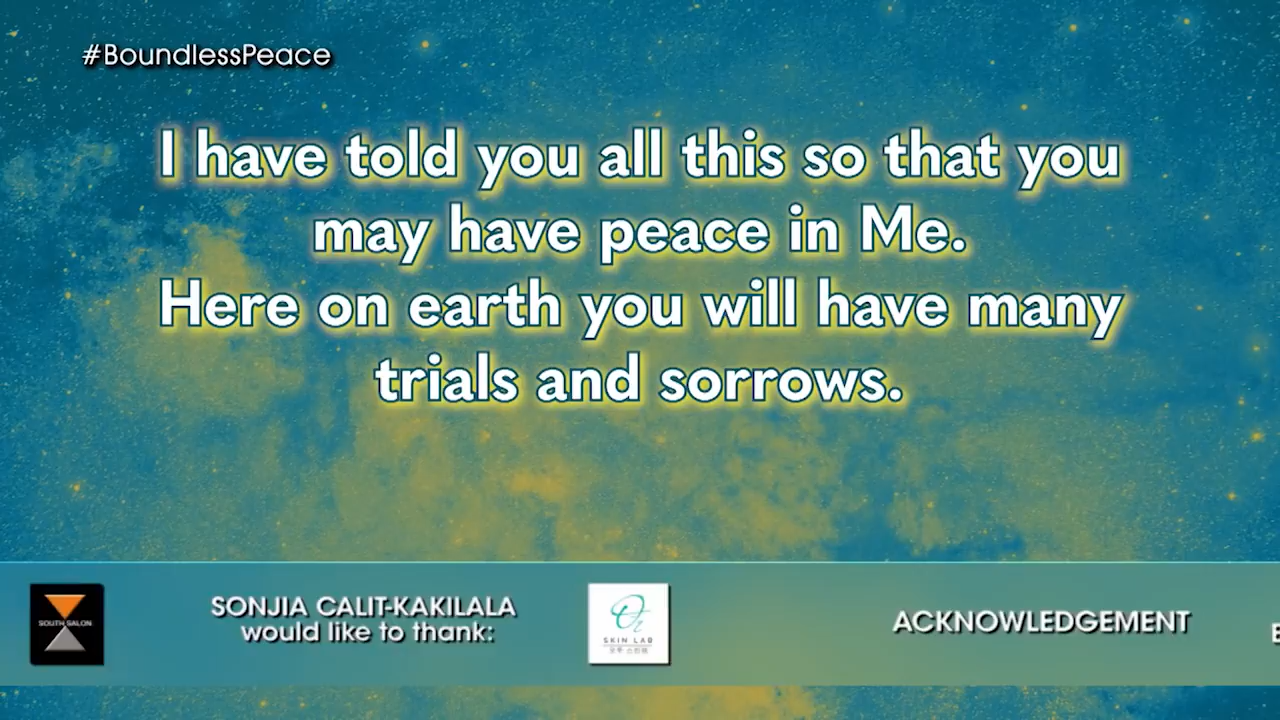 #BoundlessPeace
I have told you all this so that you
may have peace in Me.
Here on earth you will have many
trials and sorrows.
SOUTH SALON
SONJIA CALIT-KAKILALA
would like to thank:
O2
SKIN LAB
ACKNOWLEDGEMENT